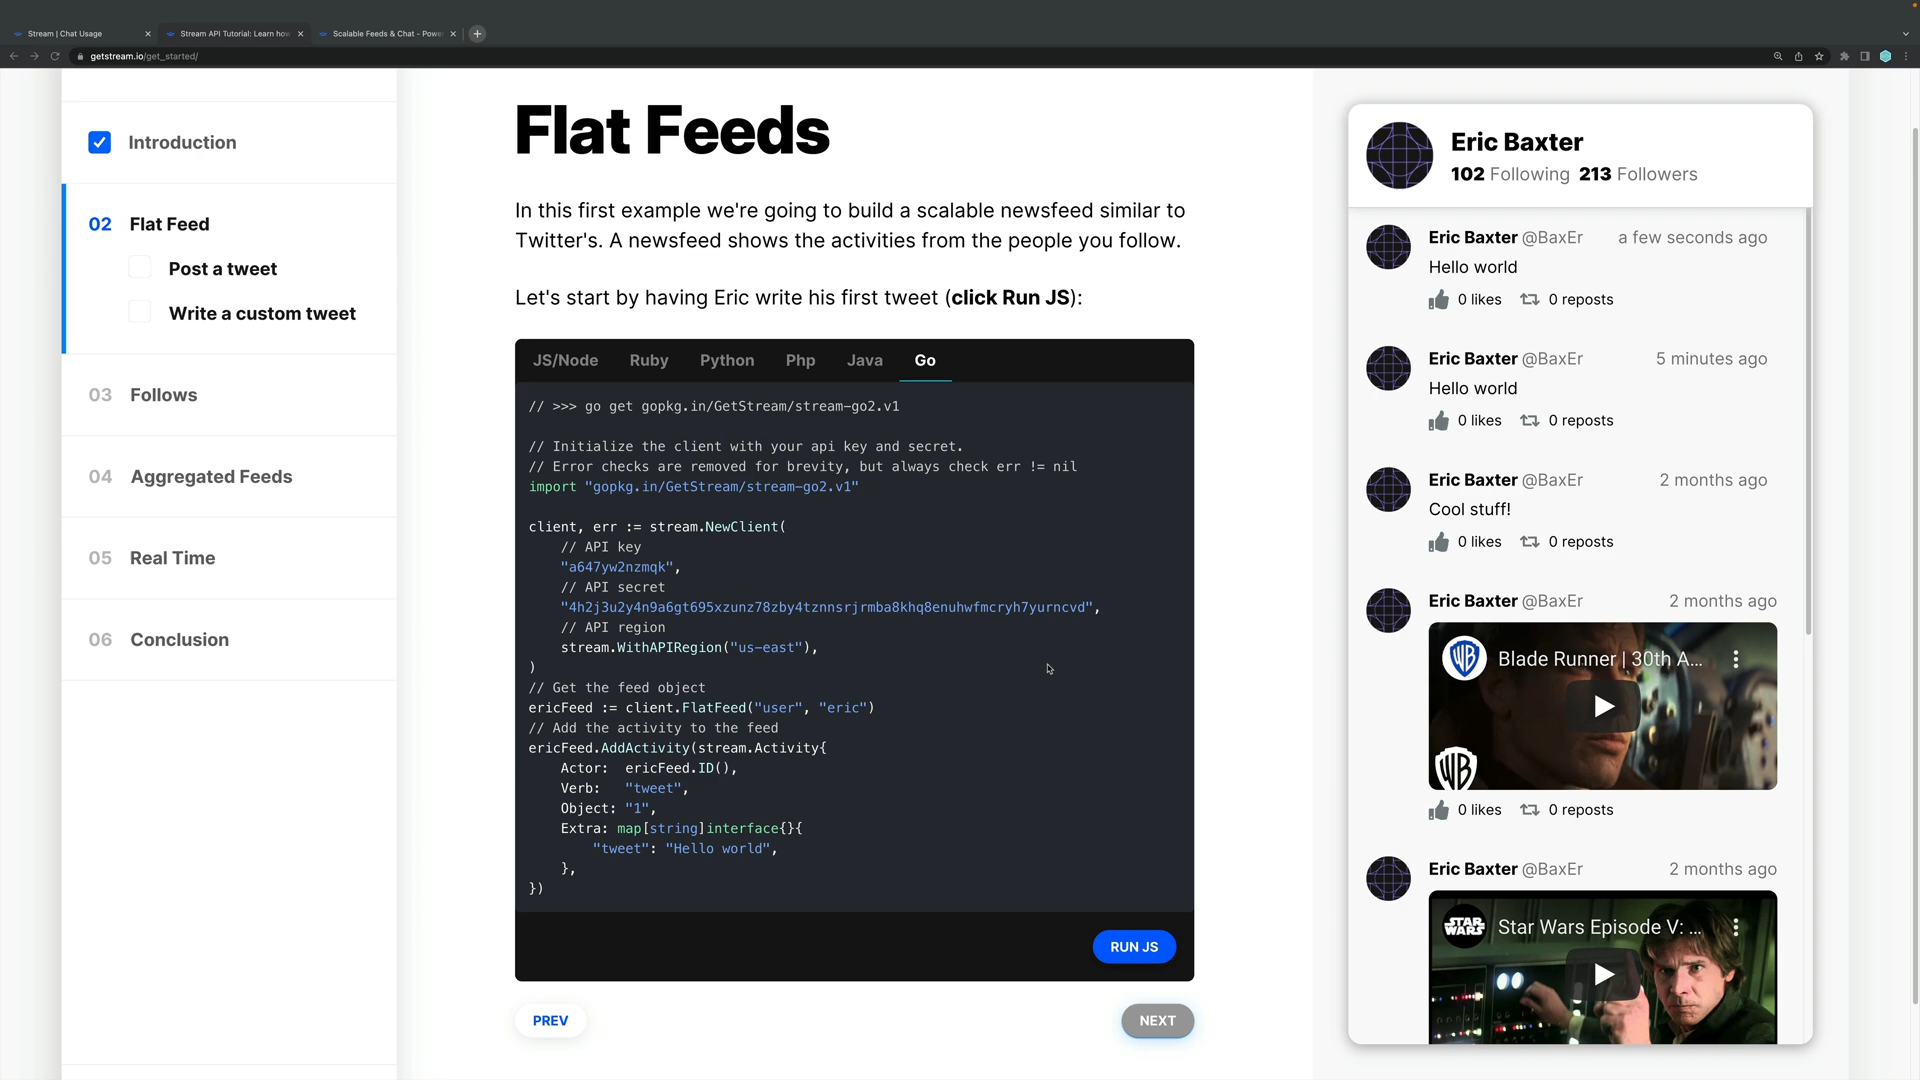 Stream | Chat Usage
Stream API Tutorial: Learn how
Scalable Feeds & Chat - Powe
getstream.io/get_started/
Introduction
02 Flat Feed
Post a tweet
Write a custom tweet
03 Follows
04 Aggregated Feeds
05 Real Time
06 Conclusion
Flat Feeds
In this first example we're going to build a scalable newsfeed similar to
Twitter's. A newsfeed shows the activities from the people you follow.
Let's start by having Eric write his first tweet (click Run JS):
JS/Node Ruby Python Php Java Go
// >>> go get gopkg.in/GetStream/stream-go2.v1
// Initialize the client with your api key and secret.
// Error checks are removed for brevity, but always check err != nil
import "gopkg.in/GetStream/stream-go2.v1"
client, err := stream.NewClient(
// API key
"a647yw2nzmqk",
// API secret
"4h2j3u2y4n9a6gt695xzunz78zby4tznnsrjrmba8khq8enuhwfmcryh7yurncvd",
// API region
stream.WithAPIRegion("us-east"),
)
// Get the feed object
ericFeed := client.FlatFeed("user", "eric")
// Add the activity to the feed
ericFeed.AddActivity(stream.Activity{
Actor: ericFeed.ID(),
Verb: "tweet",
Object: "1",
Extra: map[string]interface{}{
"tweet": "Hello world",
},
})
RUN JS
PREV
NEXT
Eric Baxter
102 Following 213 Followers
Eric Baxter @BaxEr a few seconds ago
Hello world
0 likes 0 reposts
Eric Baxter @BaxEr 5 minutes ago
Hello world
0 likes 0 reposts
Eric Baxter @BaxEr 2 months ago
Cool stuff!
0 likes 0 reposts
Eric Baxter @BaxEr 2 months ago
WB Blade Runner | 30th A...
WB
0 likes 0 reposts
Eric Baxter @BaxEr 2 months ago
STAR WARS Star Wars Episode V: ...